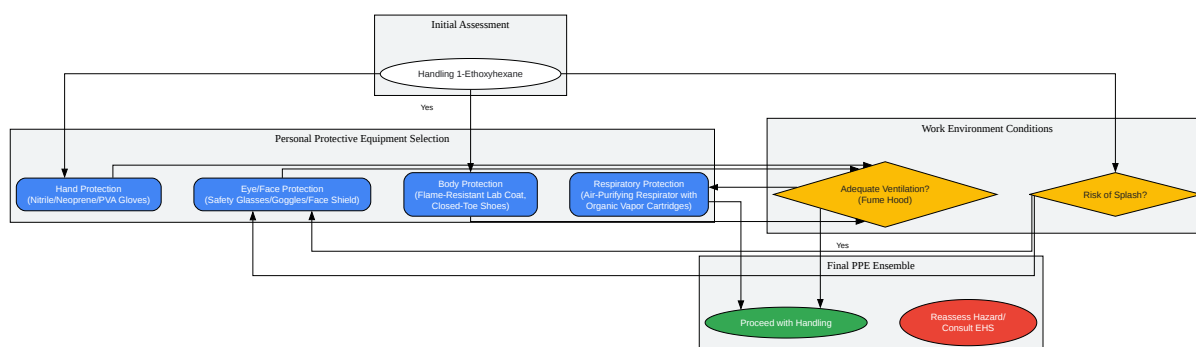 Initial Assessment
Handling 1-Ethoxyhexane
Yes
Personal Protective Equipment Selection
Hand Protection
(Nitrile/Neoprene/PVA Gloves)
Eye/Face Protection
(Safety Glasses/Goggles/Face Shield)
Body Protection
(Flame-Resistant Lab Coat,
Closed-Toe Shoes)
Respiratory Protection
(Air-Purifying Respirator with
Organic Vapor Cartridges)
Work Environment Conditions
Adequate Ventilation?
(Fume Hood)
Risk of Splash?
Yes
Final PPE Ensemble
Proceed with Handling
Reassess Hazard/
Consult EHS